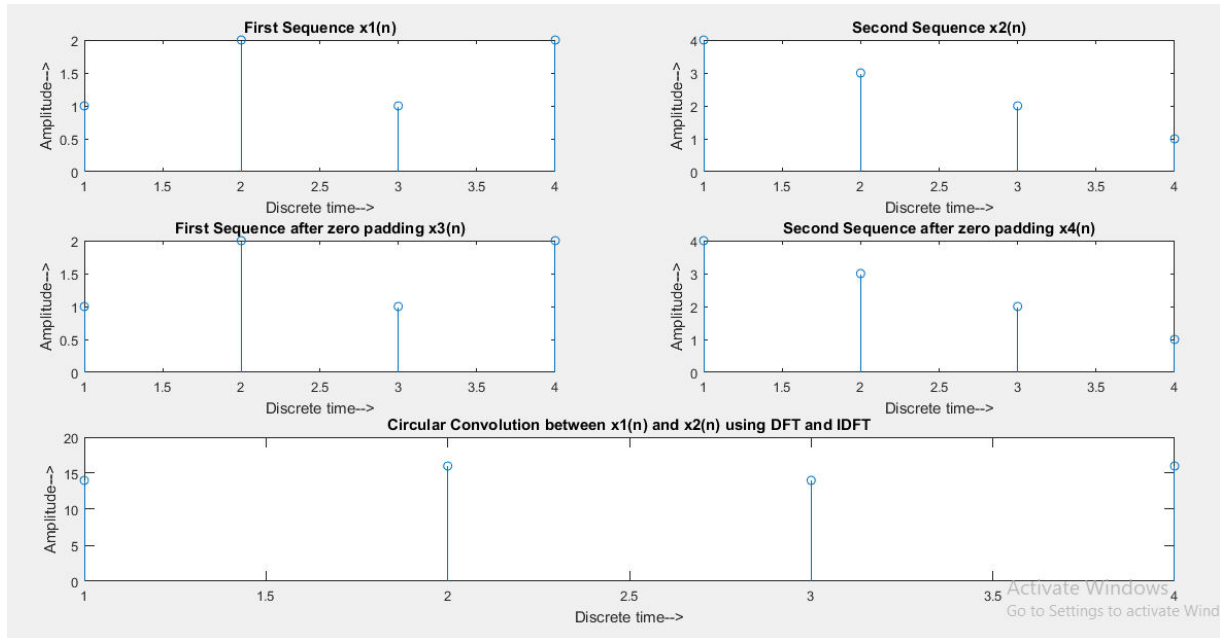 First Sequence x1(n)
2
1.5
1
0.5
0
Amplitude-->
1 1.5 2 2.5 3 3.5 4
Discrete time-->
Second Sequence x2(n)
4
3
2
1
0
Amplitude-->
1 1.5 2 2.5 3 3.5 4
Discrete time-->
First Sequence after zero padding x3(n)
2
1.5
1
0.5
0
Amplitude-->
1 1.5 2 2.5 3 3.5 4
Discrete time-->
Second Sequence after zero padding x4(n)
4
3
2
1
0
Amplitude-->
1 1.5 2 2.5 3 3.5 4
Discrete time-->
Circular Convolution between x1(n) and x2(n) using DFT and IDFT
20
15
10
5
0
Amplitude-->
1 1.5 2 2.5 3 3.5 4
Discrete time-->
Activate Windows
Go to Settings to activate Wind